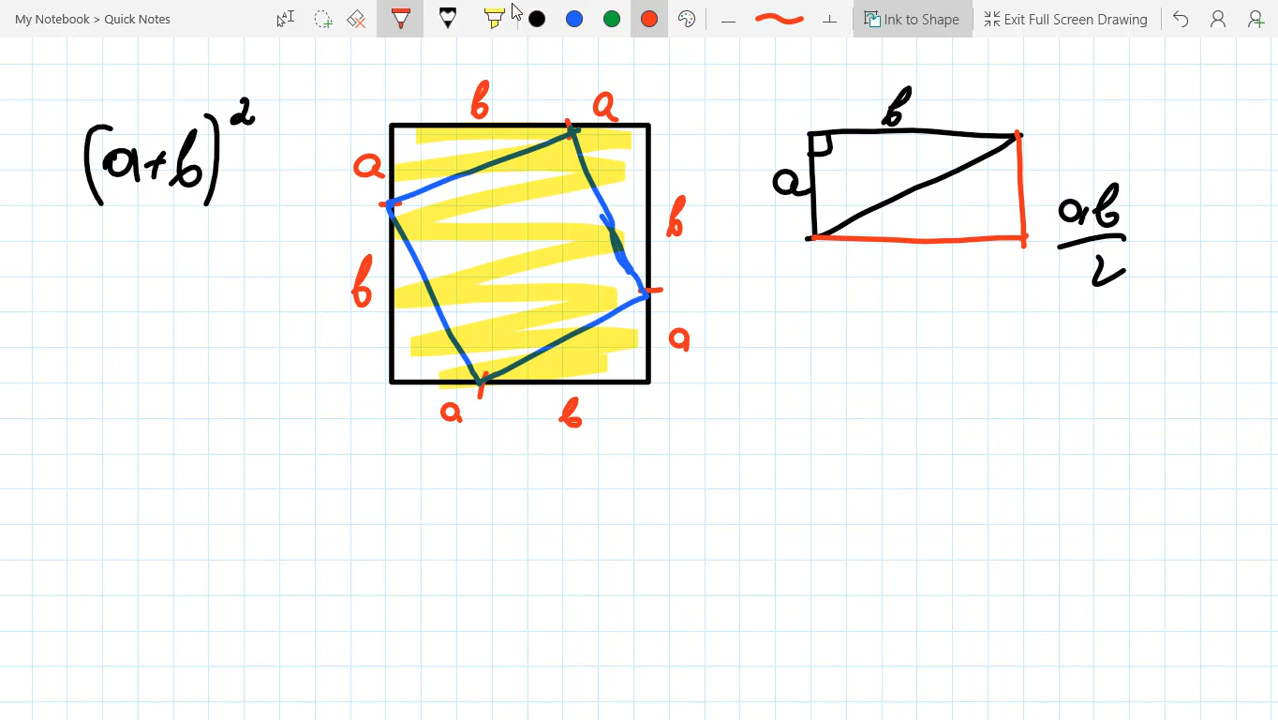 My Notebook > Quick Notes
Ink to Shape
Exit Full Screen Drawing
(a+b)²
b a
a
b
b
a
a b
b
a
ab
2